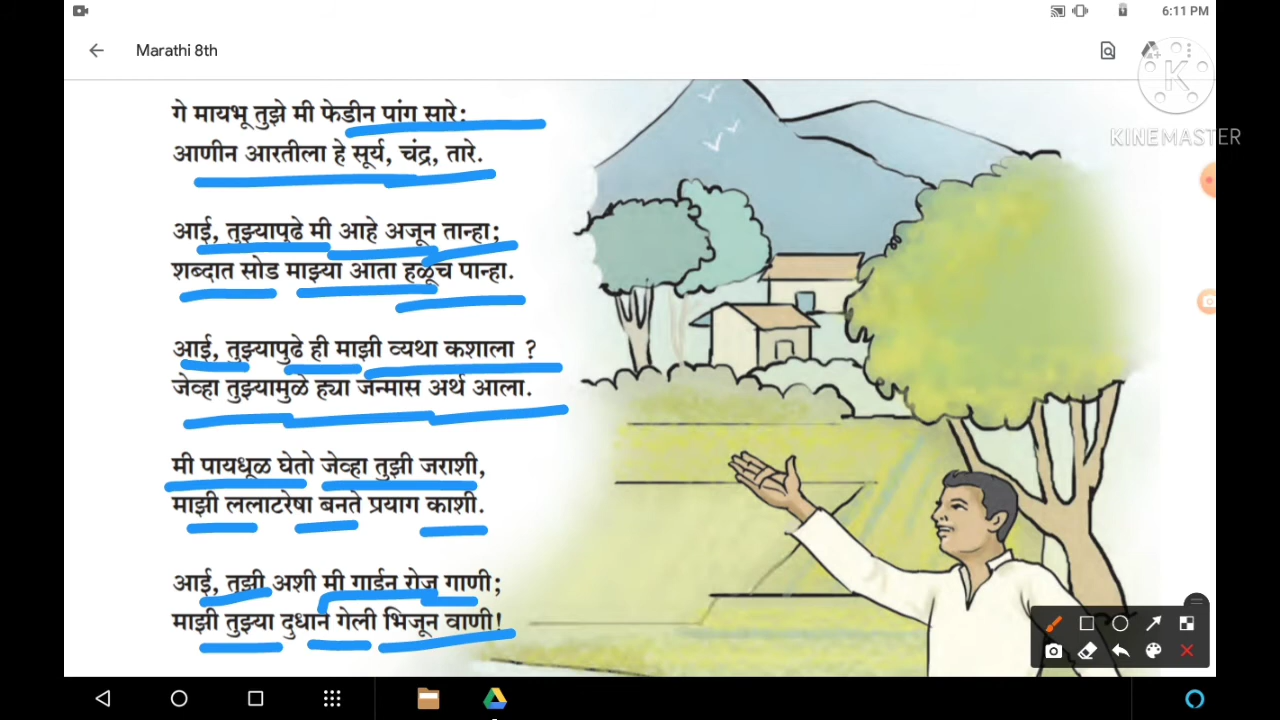 6:11 PM
Marathi 8th
KINEMASTER
गे मायभू तुझे मी फेडीन पांग सारे;
आणीन आरतीला हे सूर्य, चंद्र, तारे.
आई, तुझ्यापुढे मी आहे अजून तान्हा;
शब्दात सोड माझ्या आता हळूच पान्हा.
आई, तुझ्यापुढे ही माझी व्यथा कशाला ?
जेव्हा तुझ्यामुळे ह्या जन्मास अर्थ आला.
मी पायधूळ घेतो जेव्हा तुझी जराशी,
माझी ललाटरेषा बनते प्रयाग काशी.
आई, तुझी अशी मी गाईन रोज गाणी;
माझी तुझ्या दुधाने गेली भिजून वाणी!